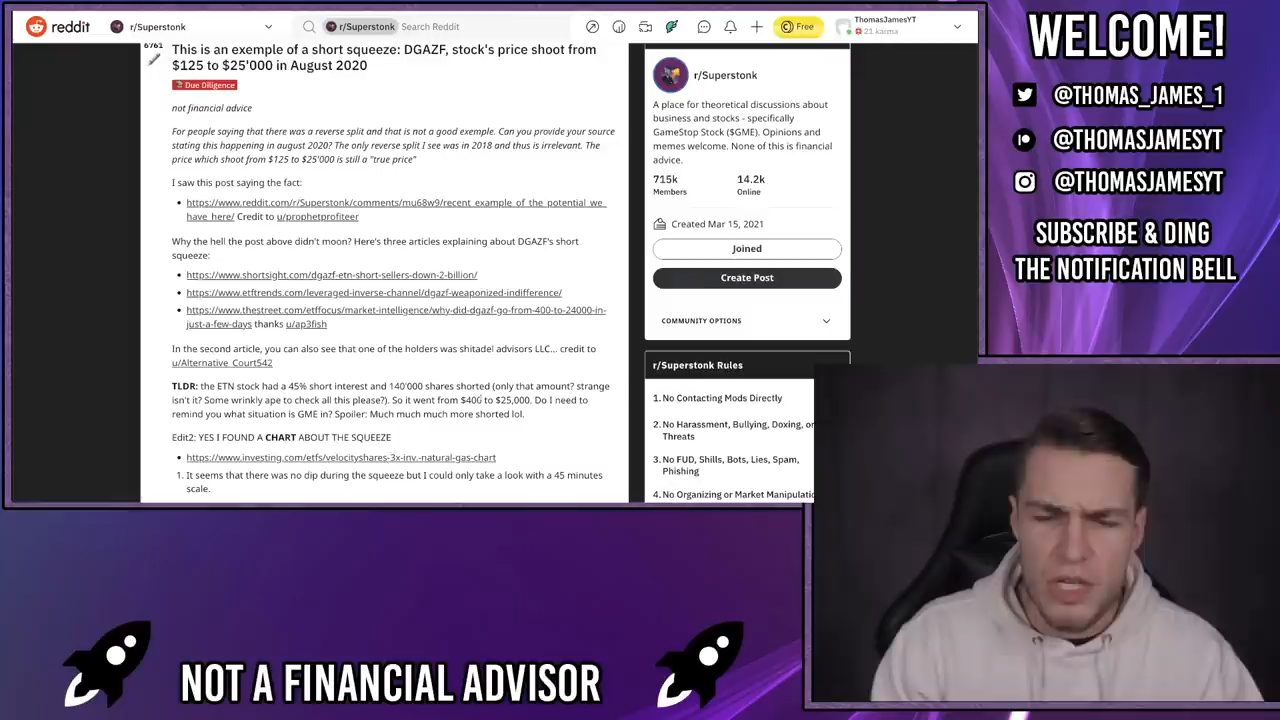 reddit
r/Superstonk
r/Superstonk
Search Reddit
Free
ThomasJamesYT
21 karma
6761
This is an exemple of a short squeeze: DGAZF, stock's price shoot from
$125 to $25'000 in August 2020
Due Diligence
not financial advice
For people saying that there was a reverse split and that is not a good exemple. Can you provide your source
stating this happening in august 2020? The only reverse split I see was in 2018 and thus is irrelevant. The
price which shoot from $125 to $25'000 is still a "true price"
I saw this post saying the fact:
• https://www.reddit.com/r/Superstonk/comments/mu68w9/recent_example_of_the_potential_we_
have_here/ Credit to u/prophetprofiteer
Why the hell the post above didn't moon? Here's three articles explaining about DGAZF's short
squeeze:
• https://www.shortsight.com/dgazf-etn-short-sellers-down-2-billion/
• https://www.etftrends.com/leveraged-inverse-channel/dgazf-weaponized-indifference/
• https://www.thestreet.com/etffocus/market-intelligence/why-did-dgazf-go-from-400-to-24000-in-
just-a-few-days thanks u/ap3fish
In the second article, you can also see that one of the holders was shitadel advisors LLC... credit to
u/Alternative_Court542
TLDR: the ETN stock had a 45% short interest and 140'000 shares shorted (only that amount? strange
isn't it? Some wrinkly ape to check all this please?). So it went from $400 to $25,000. Do I need to
remind you what situation is GME in? Spoiler: Much much much more shorted lol.
Edit2: YES I FOUND A CHART ABOUT THE SQUEEZE
• https://www.investing.com/etfs/velocityshares-3x-inv.-natural-gas-chart
1. It seems that there was no dip during the squeeze but I could only take a look with a 45 minutes
scale.
r/Superstonk
A place for theoretical discussions about
business and stocks - specifically
GameStop Stock ($GME). Opinions and
memes welcome. None of this is financial
advice.
715k
14.2k
Members
Online
Created Mar 15, 2021
Joined
Create Post
COMMUNITY OPTIONS
r/Superstonk Rules
1. No Contacting Mods Directly
2. No Harassment, Bullying, Doxing, or
Threats
3. No FUD, Shills, Bots, Lies, Spam,
Phishing
4. No Organizing or Market Manipulatio
WELCOME!
@THOMAS_JAMES_1
@THOMASJAMESYT
@THOMASJAMESYT
SUBSCRIBE & DING
THE NOTIFICATION BELL
NOT A FINANCIAL ADVISOR